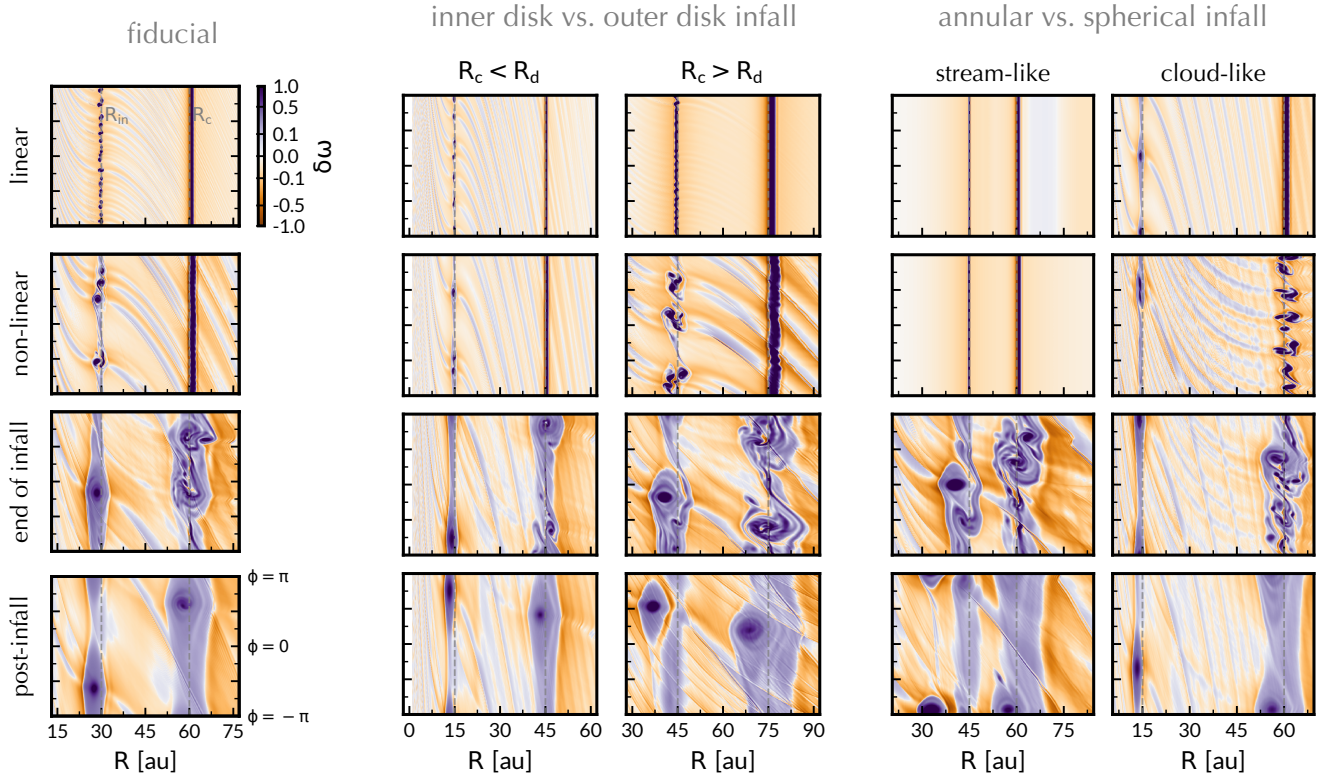 fiducial
inner disk vs. outer disk infall
annular vs. spherical infall
R_c < R_d
R_c > R_d
stream-like
cloud-like
linear
R_in
R_c
1.0
0.5
0.1
0.0
-0.1
-0.5
-1.0
δω
non-linear
end of infall
post-infall
ϕ = π
ϕ = 0
ϕ = − π
15 30 45 60 75
0 15 30 45 60
30 45 60 75 90
30 45 60 75
15 30 45 60
R [au]
R [au]
R [au]
R [au]
R [au]